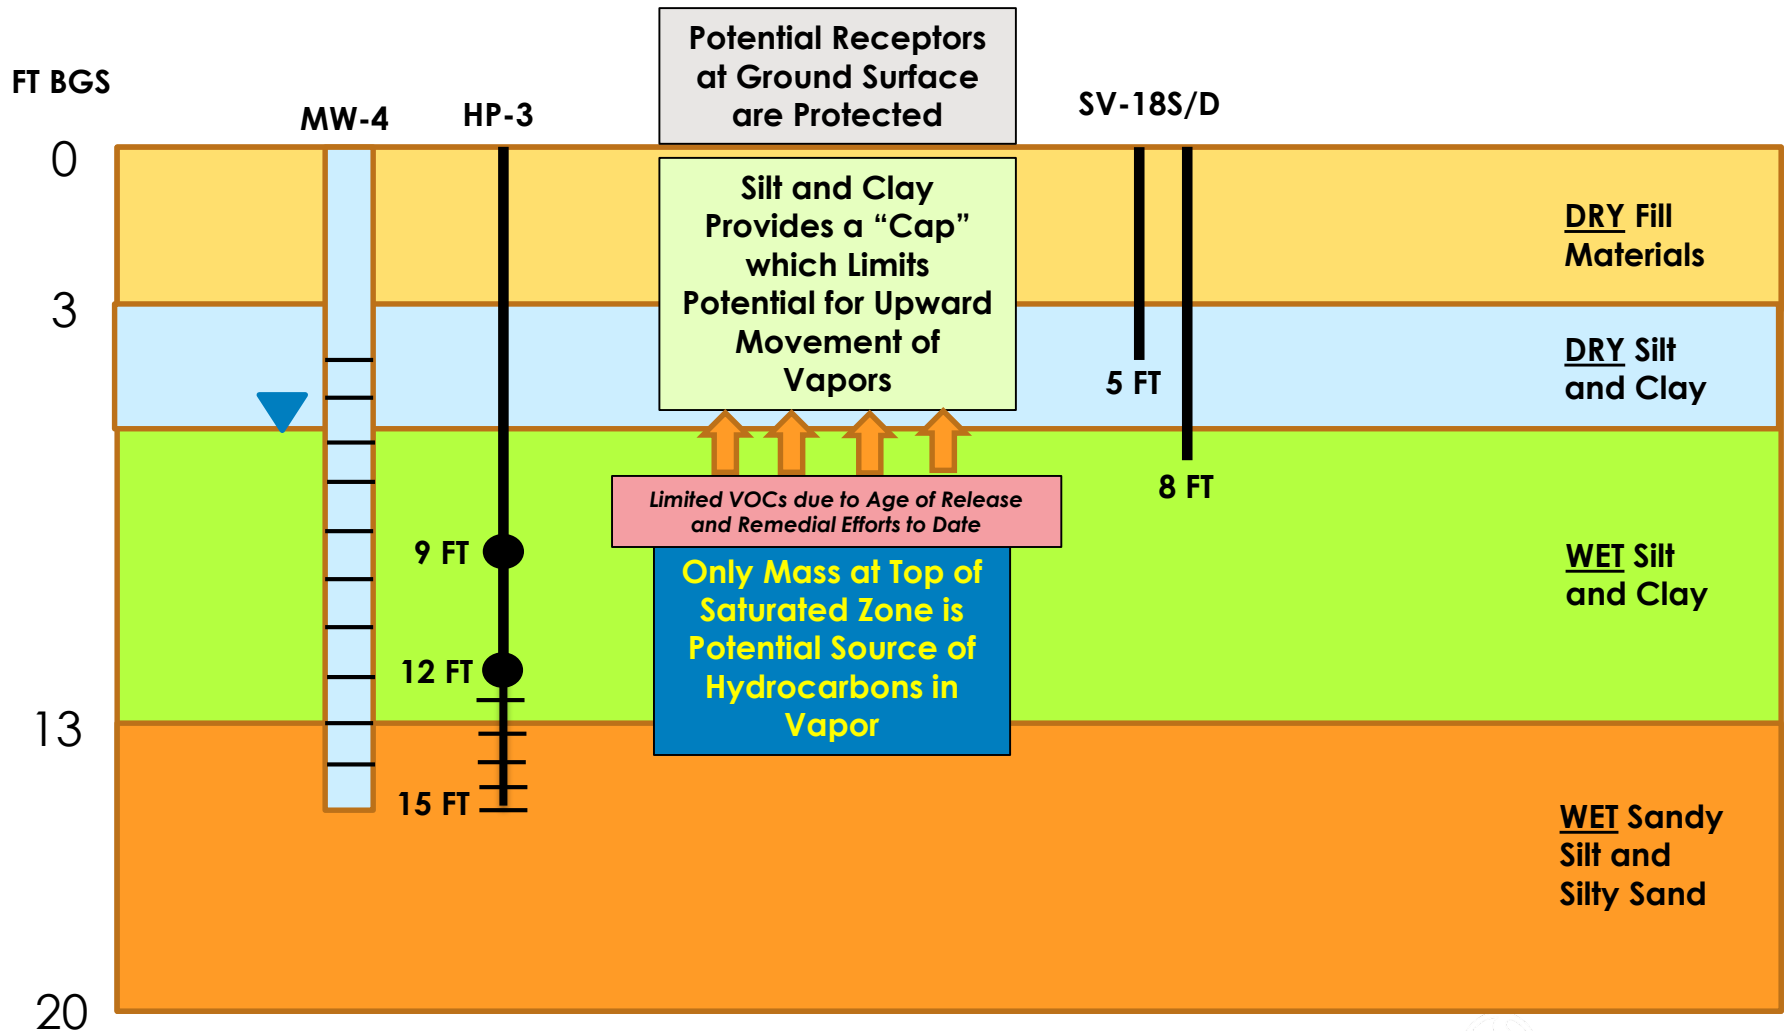 Potential Receptors
at Ground Surface
are Protected
FT BGS
MW-4
HP-3
SV-18S/D
0
Silt and Clay
Provides a “Cap”
which Limits
Potential for Upward
Movement of
Vapors
DRY Fill
Materials
3
DRY Silt
and Clay
5 FT
8 FT
Limited VOCs due to Age of Release
and Remedial Efforts to Date
9 FT
Only Mass at Top of
Saturated Zone is
Potential Source of
Hydrocarbons in
Vapor
WET Silt
and Clay
12 FT
13
15 FT
WET Sandy
Silt and
Silty Sand
20